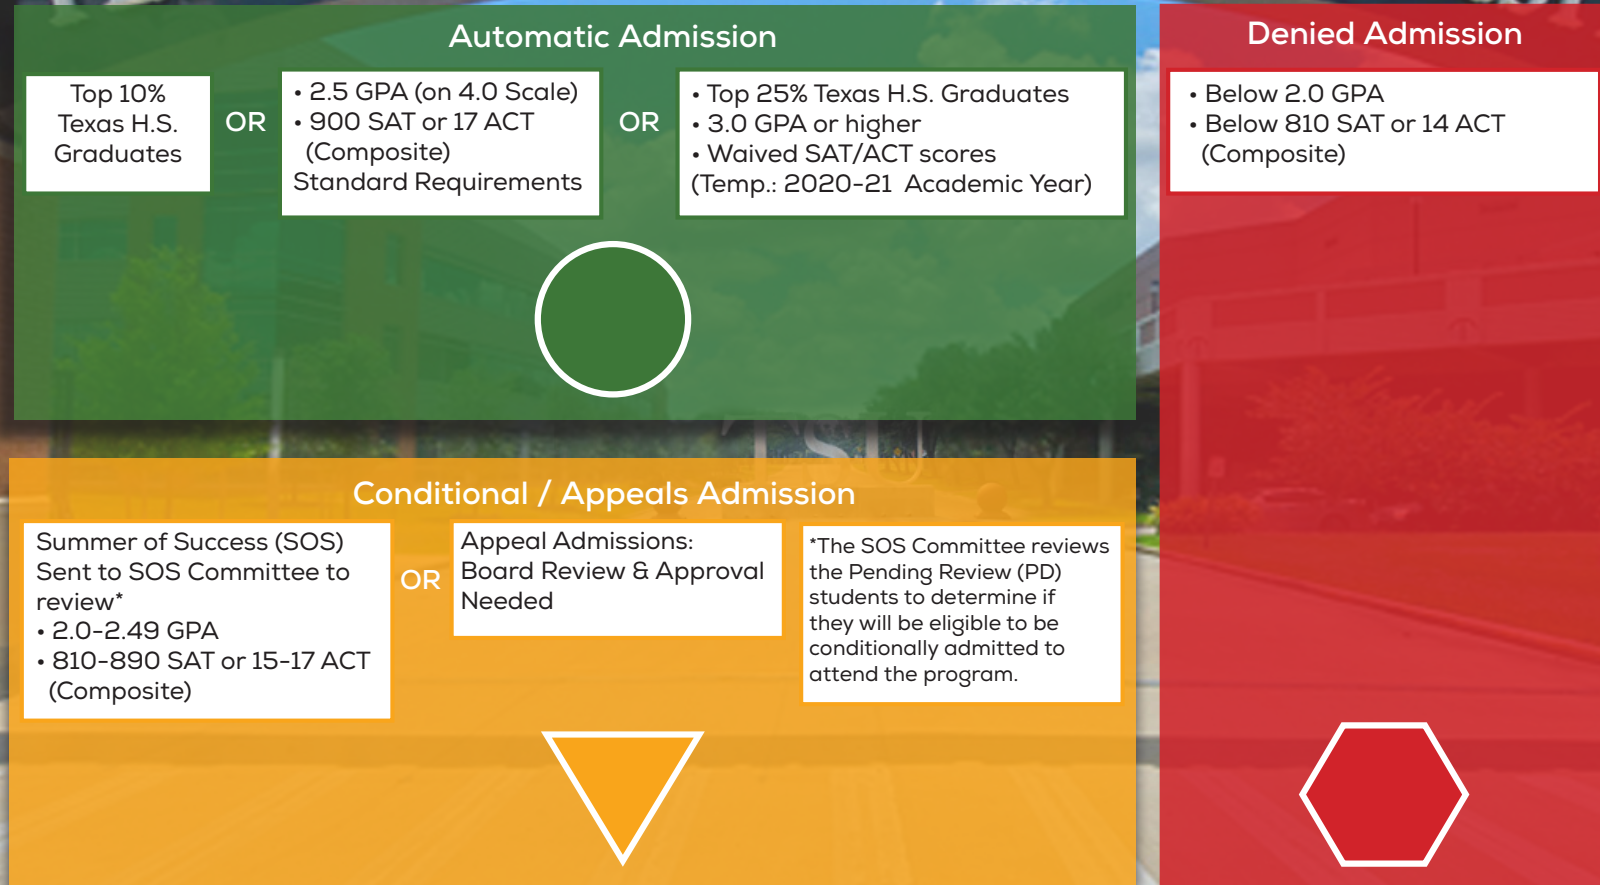 Automatic Admission
Top 10%
Texas H.S.
Graduates
OR
• 2.5 GPA (on 4.0 Scale)
• 900 SAT or 17 ACT
(Composite)
Standard Requirements
OR
• Top 25% Texas H.S. Graduates
• 3.0 GPA or higher
• Waived SAT/ACT scores
(Temp.: 2020-21 Academic Year)
Denied Admission
• Below 2.0 GPA
• Below 810 SAT or 14 ACT
(Composite)
TSU
Conditional / Appeals Admission
Summer of Success (SOS)
Sent to SOS Committee to
review*
• 2.0-2.49 GPA
• 810-890 SAT or 15-17 ACT
(Composite)
OR
Appeal Admissions:
Board Review & Approval
Needed
*The SOS Committee reviews
the Pending Review (PD)
students to determine if
they will be eligible to be
conditionally admitted to
attend the program.